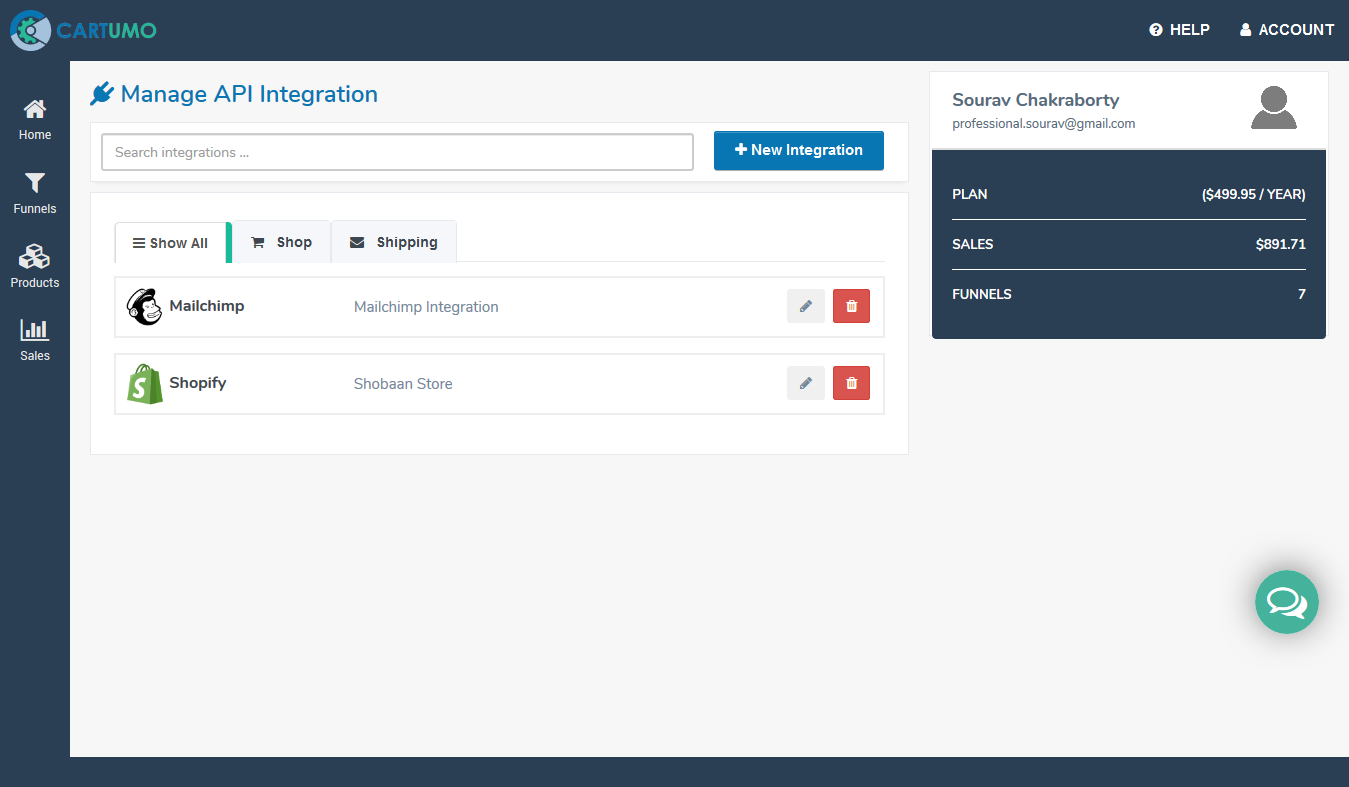 CARTUMO
HELP
ACCOUNT
Home
Funnels
Products
Sales
Manage API Integration
Search integrations ...
New Integration
Show All
Shop
Shipping
Mailchimp
Mailchimp Integration
Shopify
Shobaan Store
Sourav Chakraborty
professional.sourav@gmail.com
PLAN ($499.95 / YEAR)
SALES $891.71
FUNNELS 7